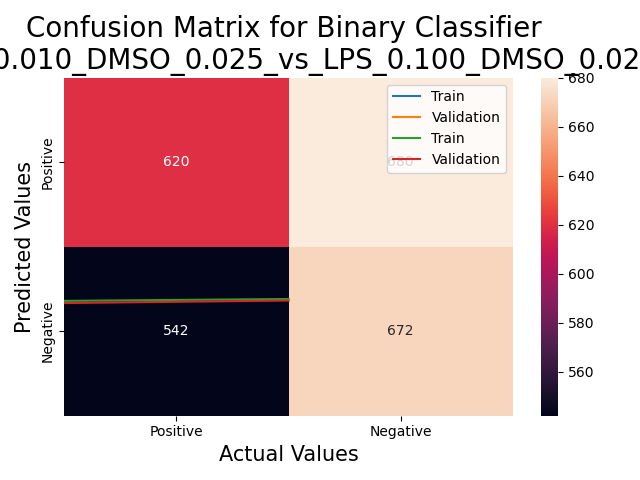 Confusion Matrix for Binary Classifier
0.010_DMSO_0.025_vs_LPS_0.100_DMSO_0.02
Train
Validation
Train
Validation
Predicted Values
Positive
Negative
620
680
542
672
Positive
Negative
Actual Values
680
660
640
620
600
580
560